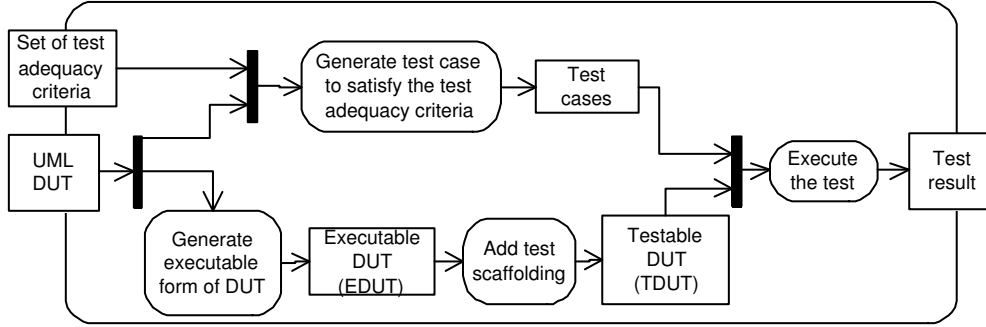 Set of test
adequacy
criteria
Generate test case
to satisfy the test
adequacy criteria
Test
cases
UML
DUT
Execute
the test
Test
result
Generate
executable
form of DUT
Executable
DUT
(EDUT)
Add test
scaffolding
Testable
DUT
(TDUT)